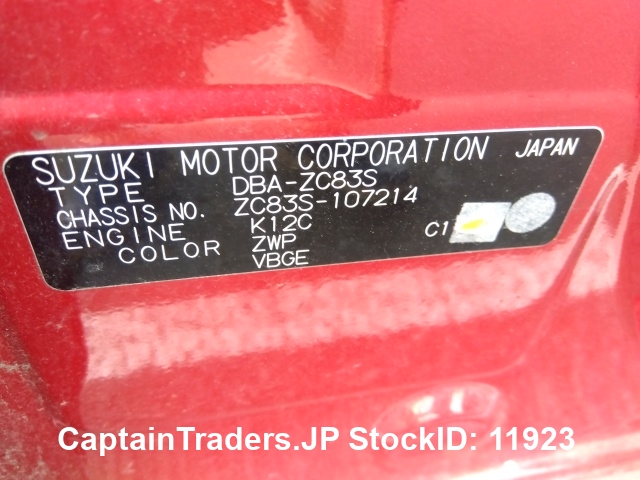 SUZUKI MOTOR CORPORATION JAPAN
TYPE DBA-ZC83S
CHASSIS NO. ZC83S-107214
ENGINE K12C
COLOR ZWP
VBGE
CaptainTraders.JP StockID: 11923